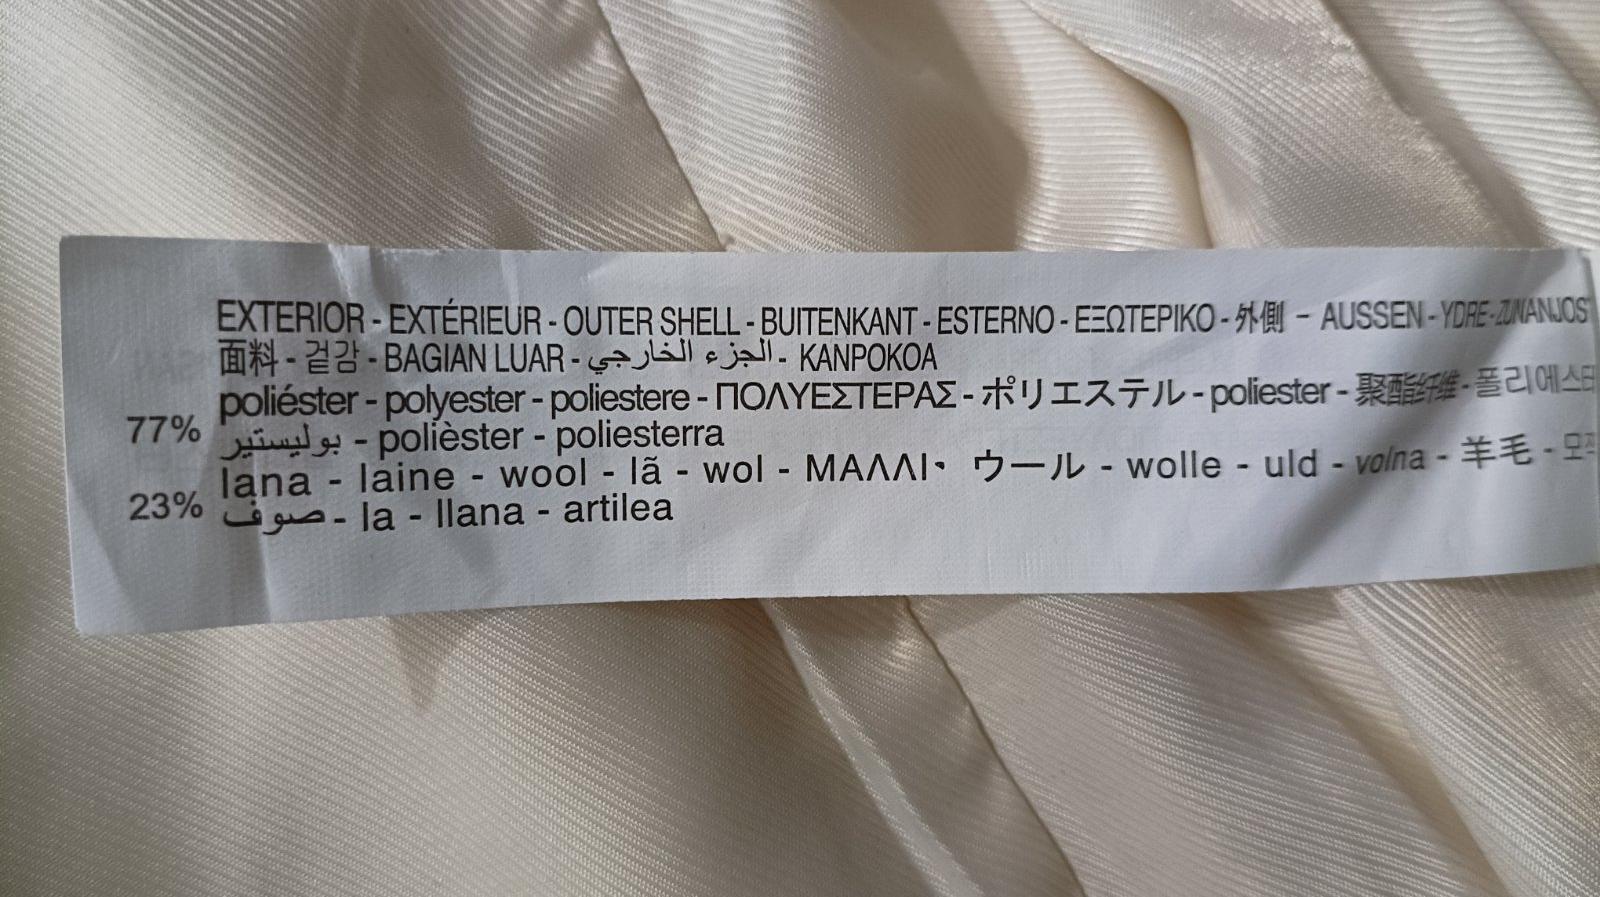 EXTERIOR - EXTÉRIEUR - OUTER SHELL - BUITENKANT - ESTERNO - ΕΞΩΤΕΡΙΚΟ - 外側 - AUSSEN - YDRE - ZUNANJOST
面料 - 겉감 - BAGIAN LUAR - الجزء الخارجي - KANPOKOA
77% poliéster - polyester - poliestere - ΠΟΛΥΕΣΤΕΡΑΣ - ポリエステル - poliester - 聚酯纤维 - 폴리에스테
بوليستير - polièster - poliesterra
23% lana - laine - wool - lã - wol - ΜΑΛΛΙ· ウール - wolle - uld - volna - 羊毛 -
صوف - la - llana - artilea